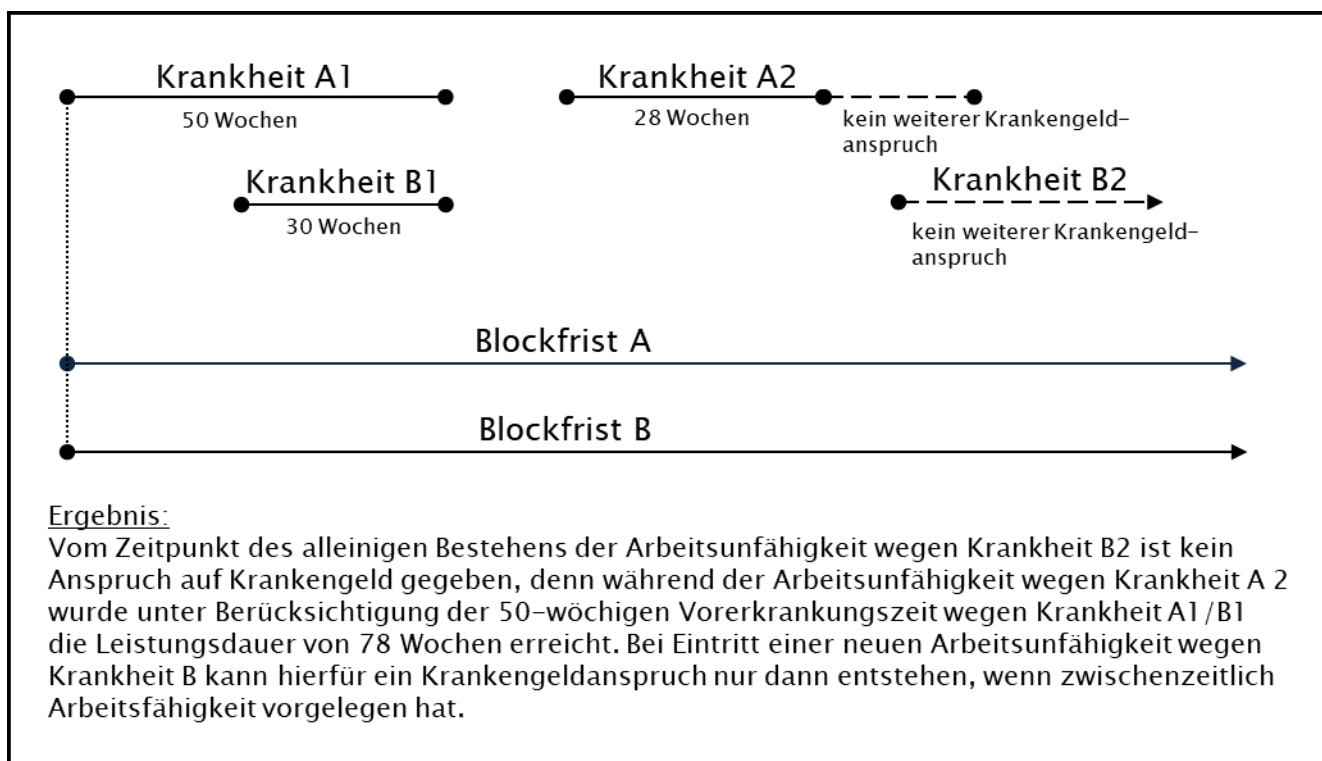 Krankheit A1
50 Wochen
Krankheit A2
28 Wochen
kein weiterer Krankengeld-
anspruch
Krankheit B1
30 Wochen
Krankheit B2
kein weiterer Krankengeld-
anspruch
Blockfrist A
Blockfrist B
Ergebnis:
Vom Zeitpunkt des alleinigen Bestehens der Arbeitsunfähigkeit wegen Krankheit B2 ist kein
Anspruch auf Krankengeld gegeben, denn während der Arbeitsunfähigkeit wegen Krankheit A 2
wurde unter Berücksichtigung der 50-wöchigen Vorerkrankungszeit wegen Krankheit A1/B1
die Leistungsdauer von 78 Wochen erreicht. Bei Eintritt einer neuen Arbeitsunfähigkeit wegen
Krankheit B kann hierfür ein Krankengeldanspruch nur dann entstehen, wenn zwischenzeitlich
Arbeitsfähigkeit vorgelegen hat.